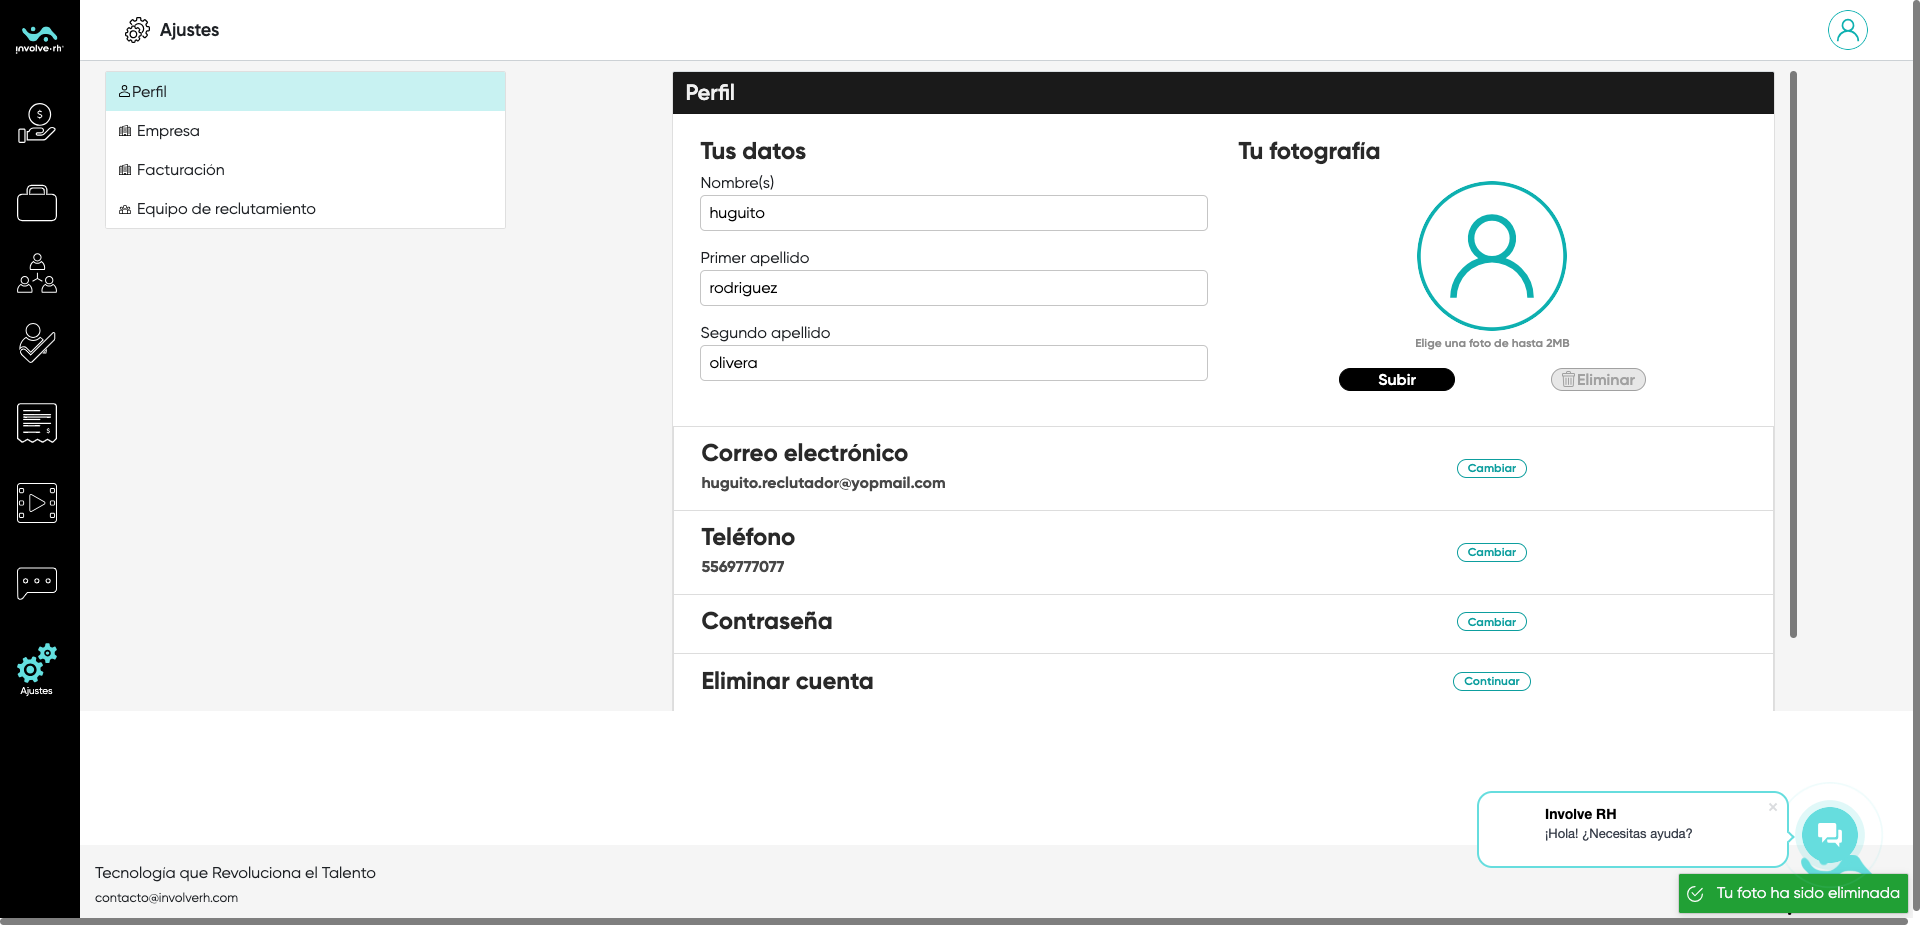 involve·rh
Ajustes
Perfil
Empresa
Facturación
Equipo de reclutamiento
Perfil
Tus datos
Nombre(s)
huguito
Primer apellido
rodriguez
Segundo apellido
olivera
Tu fotografía
Elige una foto de hasta 2MB
Subir
Eliminar
Correo electrónico
huguito.reclutador@yopmail.com
Cambiar
Teléfono
5569777077
Cambiar
Contraseña
Cambiar
Eliminar cuenta
Continuar
Ajustes
Involve RH
¡Hola! ¿Necesitas ayuda?
Tecnología que Revoluciona el Talento
contacto@involverh.com
Tu foto ha sido eliminada